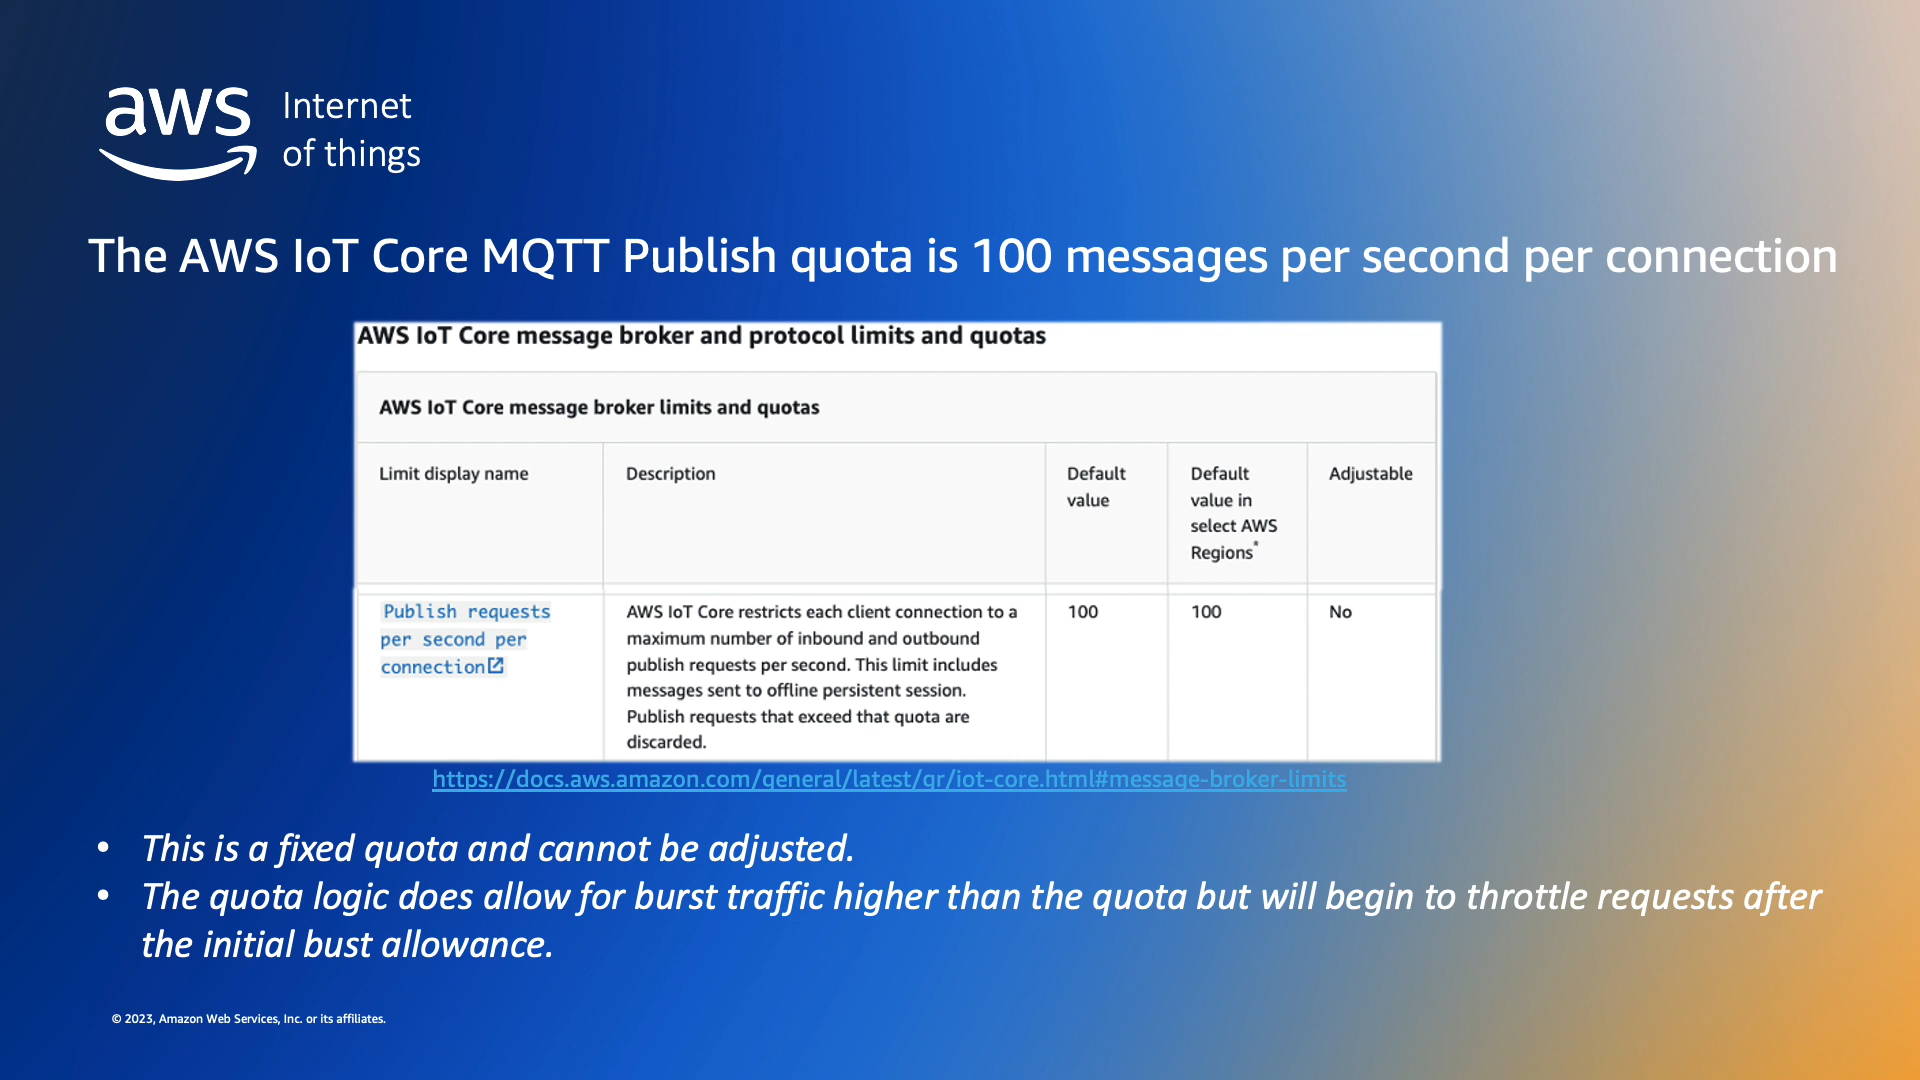 aws
Internet
of things
The AWS IoT Core MQTT Publish quota is 100 messages per second per connection
AWS IoT Core message broker and protocol limits and quotas
AWS IoT Core message broker limits and quotas
Limit display name
Description
Default
value
Default
value in
select AWS
Regions*
Adjustable
Publish requests
per second per
connection
AWS IoT Core restricts each client connection to a
maximum number of inbound and outbound
publish requests per second. This limit includes
messages sent to offline persistent session.
Publish requests that exceed that quota are
discarded.
100
100
No
https://docs.aws.amazon.com/general/latest/gr/iot-core.html#message-broker-limits
• This is a fixed quota and cannot be adjusted.
• The quota logic does allow for burst traffic higher than the quota but will begin to throttle requests after
the initial bust allowance.
© 2023, Amazon Web Services, Inc. or its affiliates.